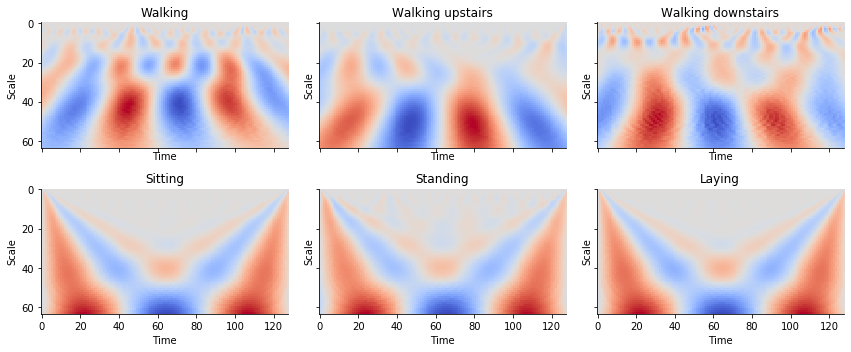 Walking
Walking upstairs
Walking downstairs
0
20
40
60
Scale
Scale
Scale
Time
Time
Time
Sitting
Standing
Laying
0
20
40
60
Scale
Scale
Scale
0 20 40 60 80 100 120
0 20 40 60 80 100 120
0 20 40 60 80 100 120
Time
Time
Time